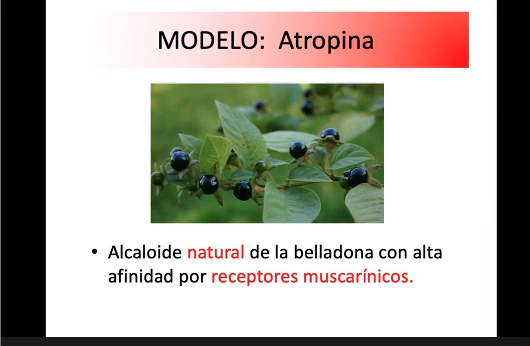 MODELO: Atropina
• Alcaloide natural de la belladona con alta
afinidad por receptores muscarínicos.